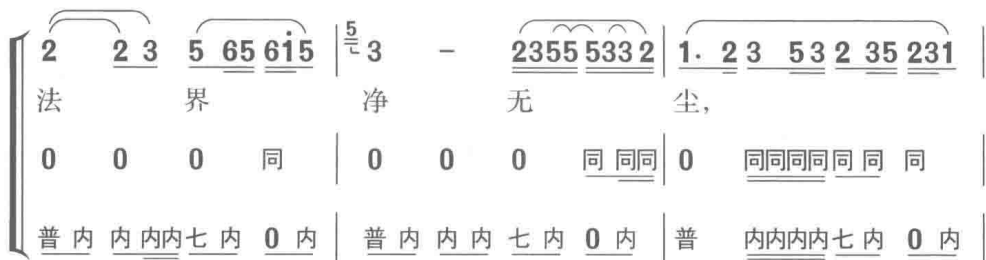 2 2 3 5 65 6i5 | 5 3 - 2355 5332 | 1. 2 3 53 2 35 231 |
法 界 净 无 尘，
0 0 0 同 | 0 0 0 同 同同 | 0 同同同同 同 同 同 |
普 内 内 内内 七 内 0 内 | 普 内 内 内 七 内 0 内 | 普 内内内内 七 内 0 内 |